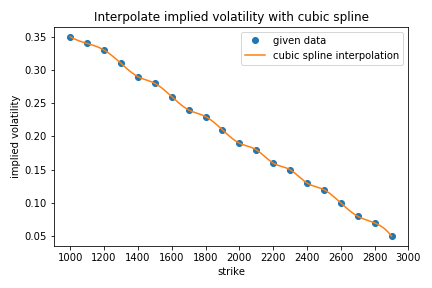 Interpolate implied volatility with cubic spline
given data
cubic spline interpolation
implied volatility
0.35
0.30
0.25
0.20
0.15
0.10
0.05
1000 1200 1400 1600 1800 2000 2200 2400 2600 2800 3000
strike